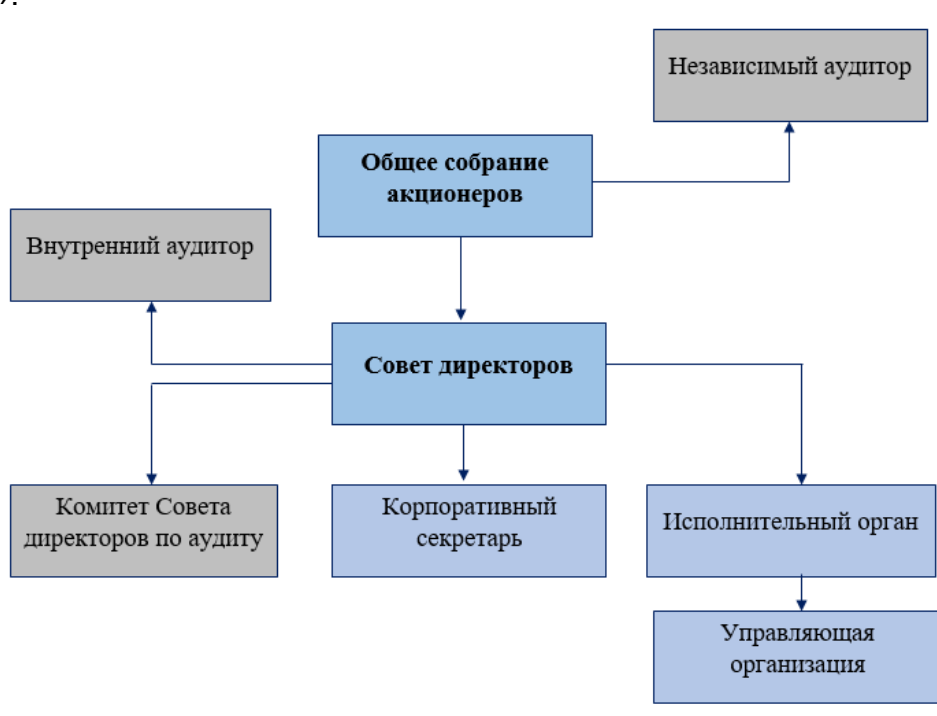 ).
Независимый аудитор
Общее собрание
акционеров
Внутренний аудитор
Совет директоров
Комитет Совета
директоров по аудиту
Корпоративный
секретарь
Исполнительный орган
Управляющая
организация